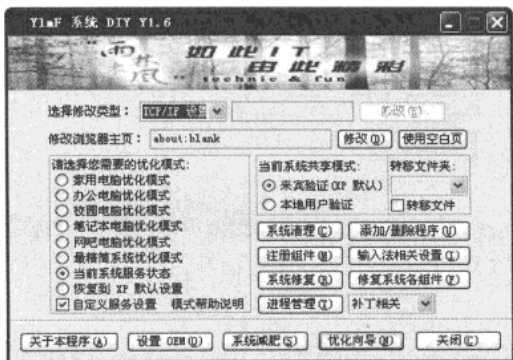 YlmF 系统 DIY Y1.6
雨林 木风
如此IT
由此精彩
technic & fun
选择修改类型： TCP/IP 设置 修改(E)
修改浏览器主页： about:blank 修改(D) 使用空白页
请选择您需要的优化模式：
家用电脑优化模式
办公电脑优化模式
校园电脑优化模式
笔记本电脑优化模式
网吧电脑优化模式
最精简系统优化模式
当前系统服务状态
恢复到 XP 默认设置
自定义服务设置 模式帮助说明
当前系统共享模式： 转移文件夹：
来宾验证(XP 默认)
本地用户验证 转移文件
系统清理(C) 添加/删除程序(U)
注册组件(M) 输入法相关设置(I)
系统修复(R) 修复系统各组件(Z)
进程管理(T) 补丁相关
关于本程序(A) 设置 OEM(O) 系统减肥(S) 优化向导(N) 关闭(C)